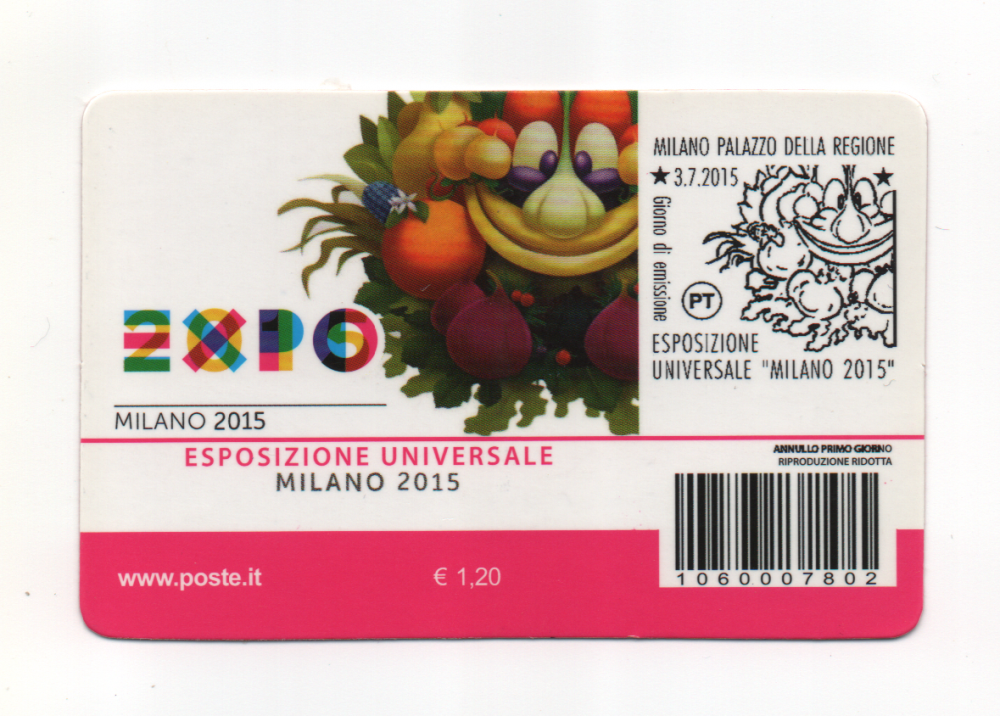 MILANO PALAZZO DELLA REGIONE
★ 3.7.2015 ★
Giorno di emissione
PT
ESPOSIZIONE
UNIVERSALE "MILANO 2015"
EXPO
MILANO 2015
ESPOSIZIONE UNIVERSALE
MILANO 2015
ANNULLO PRIMO GIORNO
RIPRODUZIONE RIDOTTA
www.poste.it
€ 1,20
1060007802